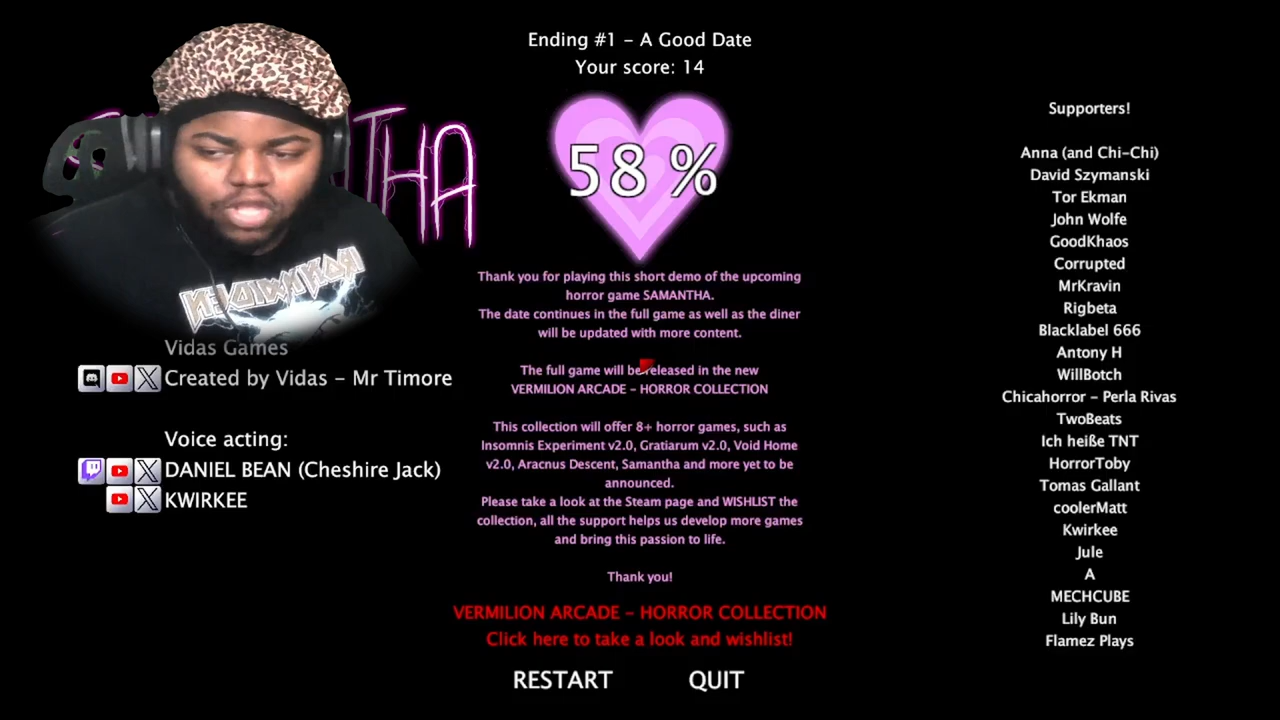 Ending #1 - A Good Date
Your score: 14
58 %
THA
Thank you for playing this short demo of the upcoming
horror game SAMANTHA.
The date continues in the full game as well as the diner
will be updated with more content.
The full game will be released in the new
VERMILION ARCADE - HORROR COLLECTION
This collection will offer 8+ horror games, such as
Insomnis Experiment v2.0, Gratiarum v2.0, Void Home
v2.0, Aracnus Descent, Samantha and more yet to be
announced.
Please take a look at the Steam page and WISHLIST the
collection, all the support helps us develop more games
and bring this passion to life.
Thank you!
VERMILION ARCADE - HORROR COLLECTION
Click here to take a look and wishlist!
RESTART
QUIT
Vidas Games
Created by Vidas - Mr Timore
Voice acting:
DANIEL BEAN (Cheshire Jack)
KWIRKEE
Supporters!
Anna (and Chi-Chi)
David Szymanski
Tor Ekman
John Wolfe
GoodKhaos
Corrupted
MrKravin
Rigbeta
Blacklabel 666
Antony H
WillBotch
Chicahorror - Perla Rivas
TwoBeats
Ich heiße TNT
HorrorToby
Tomas Gallant
coolerMatt
Kwirkee
Jule
A
MECHCUBE
Lily Bun
Flamez Plays